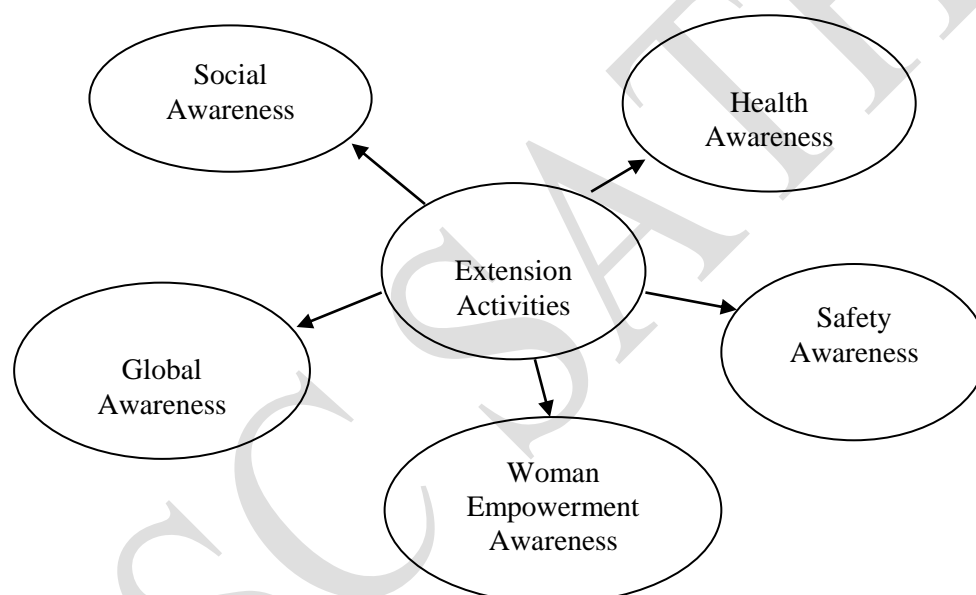 Social
Awareness
Health
Awareness
Extension
Activities
Safety
Awareness
Global
Awareness
Woman
Empowerment
Awareness